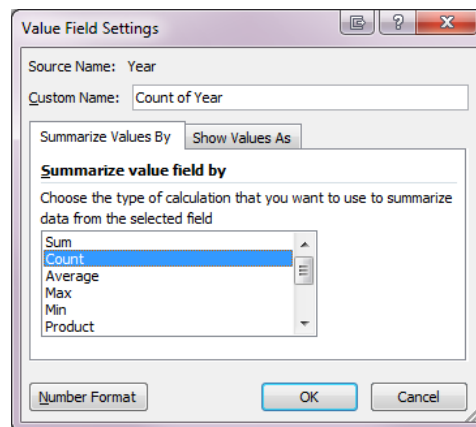 Value Field Settings
?
Source Name: Year
Custom Name: Count of Year
Summarize Values By Show Values As
Summarize value field by
Choose the type of calculation that you want to use to summarize
data from the selected field
Sum
Count
Average
Max
Min
Product
Number Format OK Cancel